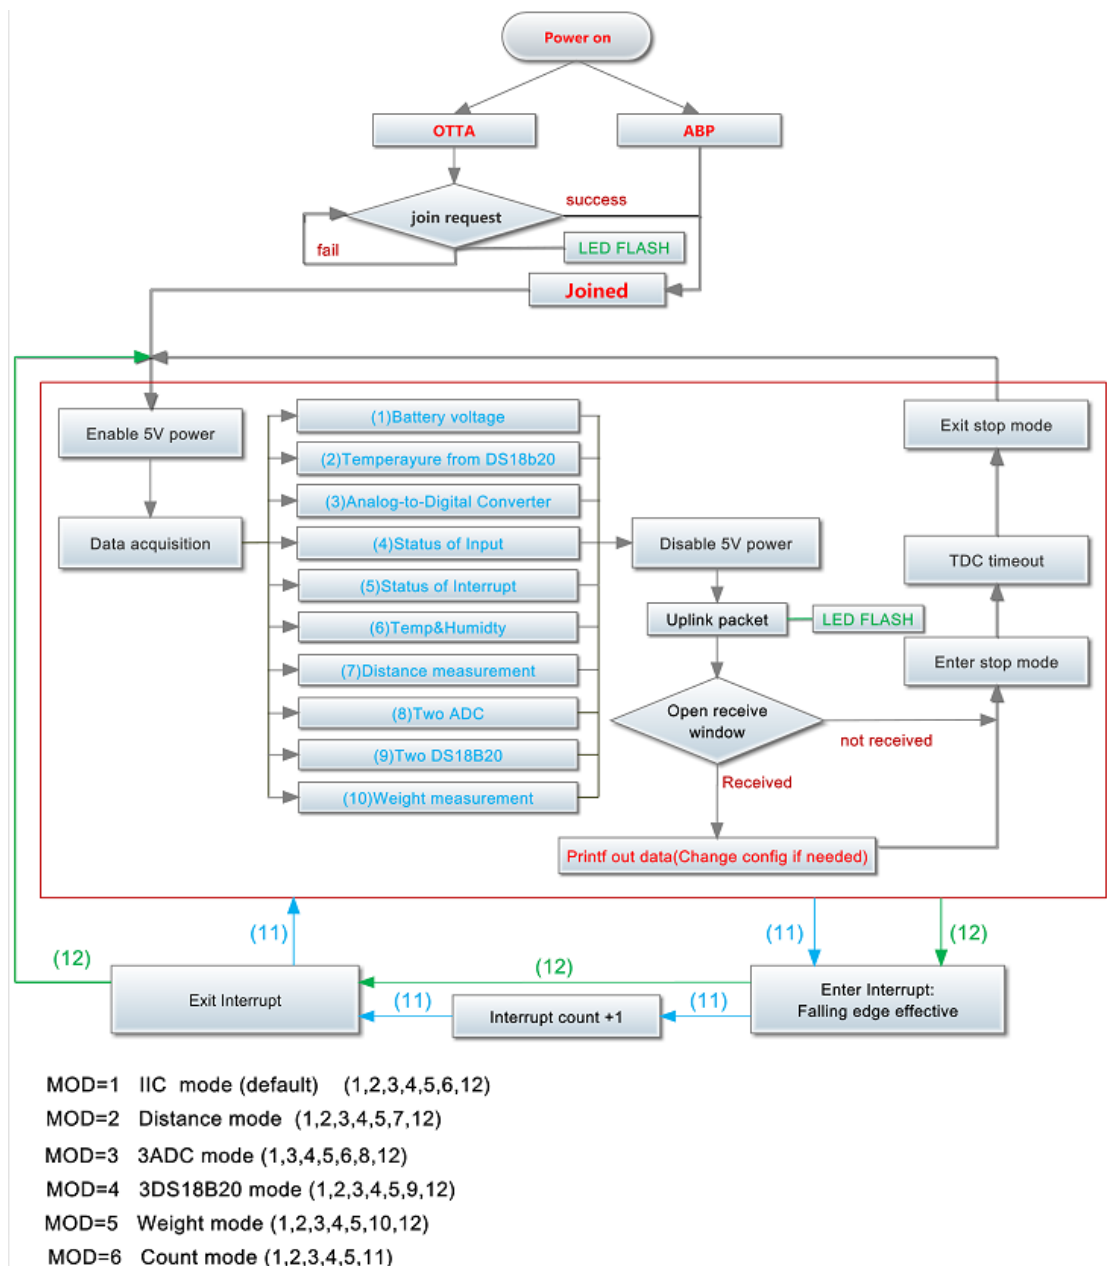 Power on
OTTA
ABP
join request
success
fail
LED FLASH
Joined
Enable 5V power
Data acquisition
(1)Battery voltage
(2)Temperayure from DS18b20
(3)Analog-to-Digital Converter
(4)Status of Input
(5)Status of Interrupt
(6)Temp&Humidty
(7)Distance measurement
(8)Two ADC
(9)Two DS18B20
(10)Weight measurement
Disable 5V power
Uplink packet
LED FLASH
Open receive
window
not received
Received
Printf out data(Change config if needed)
Exit stop mode
TDC timeout
Enter stop mode
(12)
(11)
(11)
(12)
Exit Interrupt
(12)
(11)
Interrupt count +1
(11)
Enter Interrupt:
Falling edge effective
MOD=1 IIC mode (default) (1,2,3,4,5,6,12)
MOD=2 Distance mode (1,2,3,4,5,7,12)
MOD=3 3ADC mode (1,3,4,5,6,8,12)
MOD=4 3DS18B20 mode (1,2,3,4,5,9,12)
MOD=5 Weight mode (1,2,3,4,5,10,12)
MOD=6 Count mode (1,2,3,4,5,11)